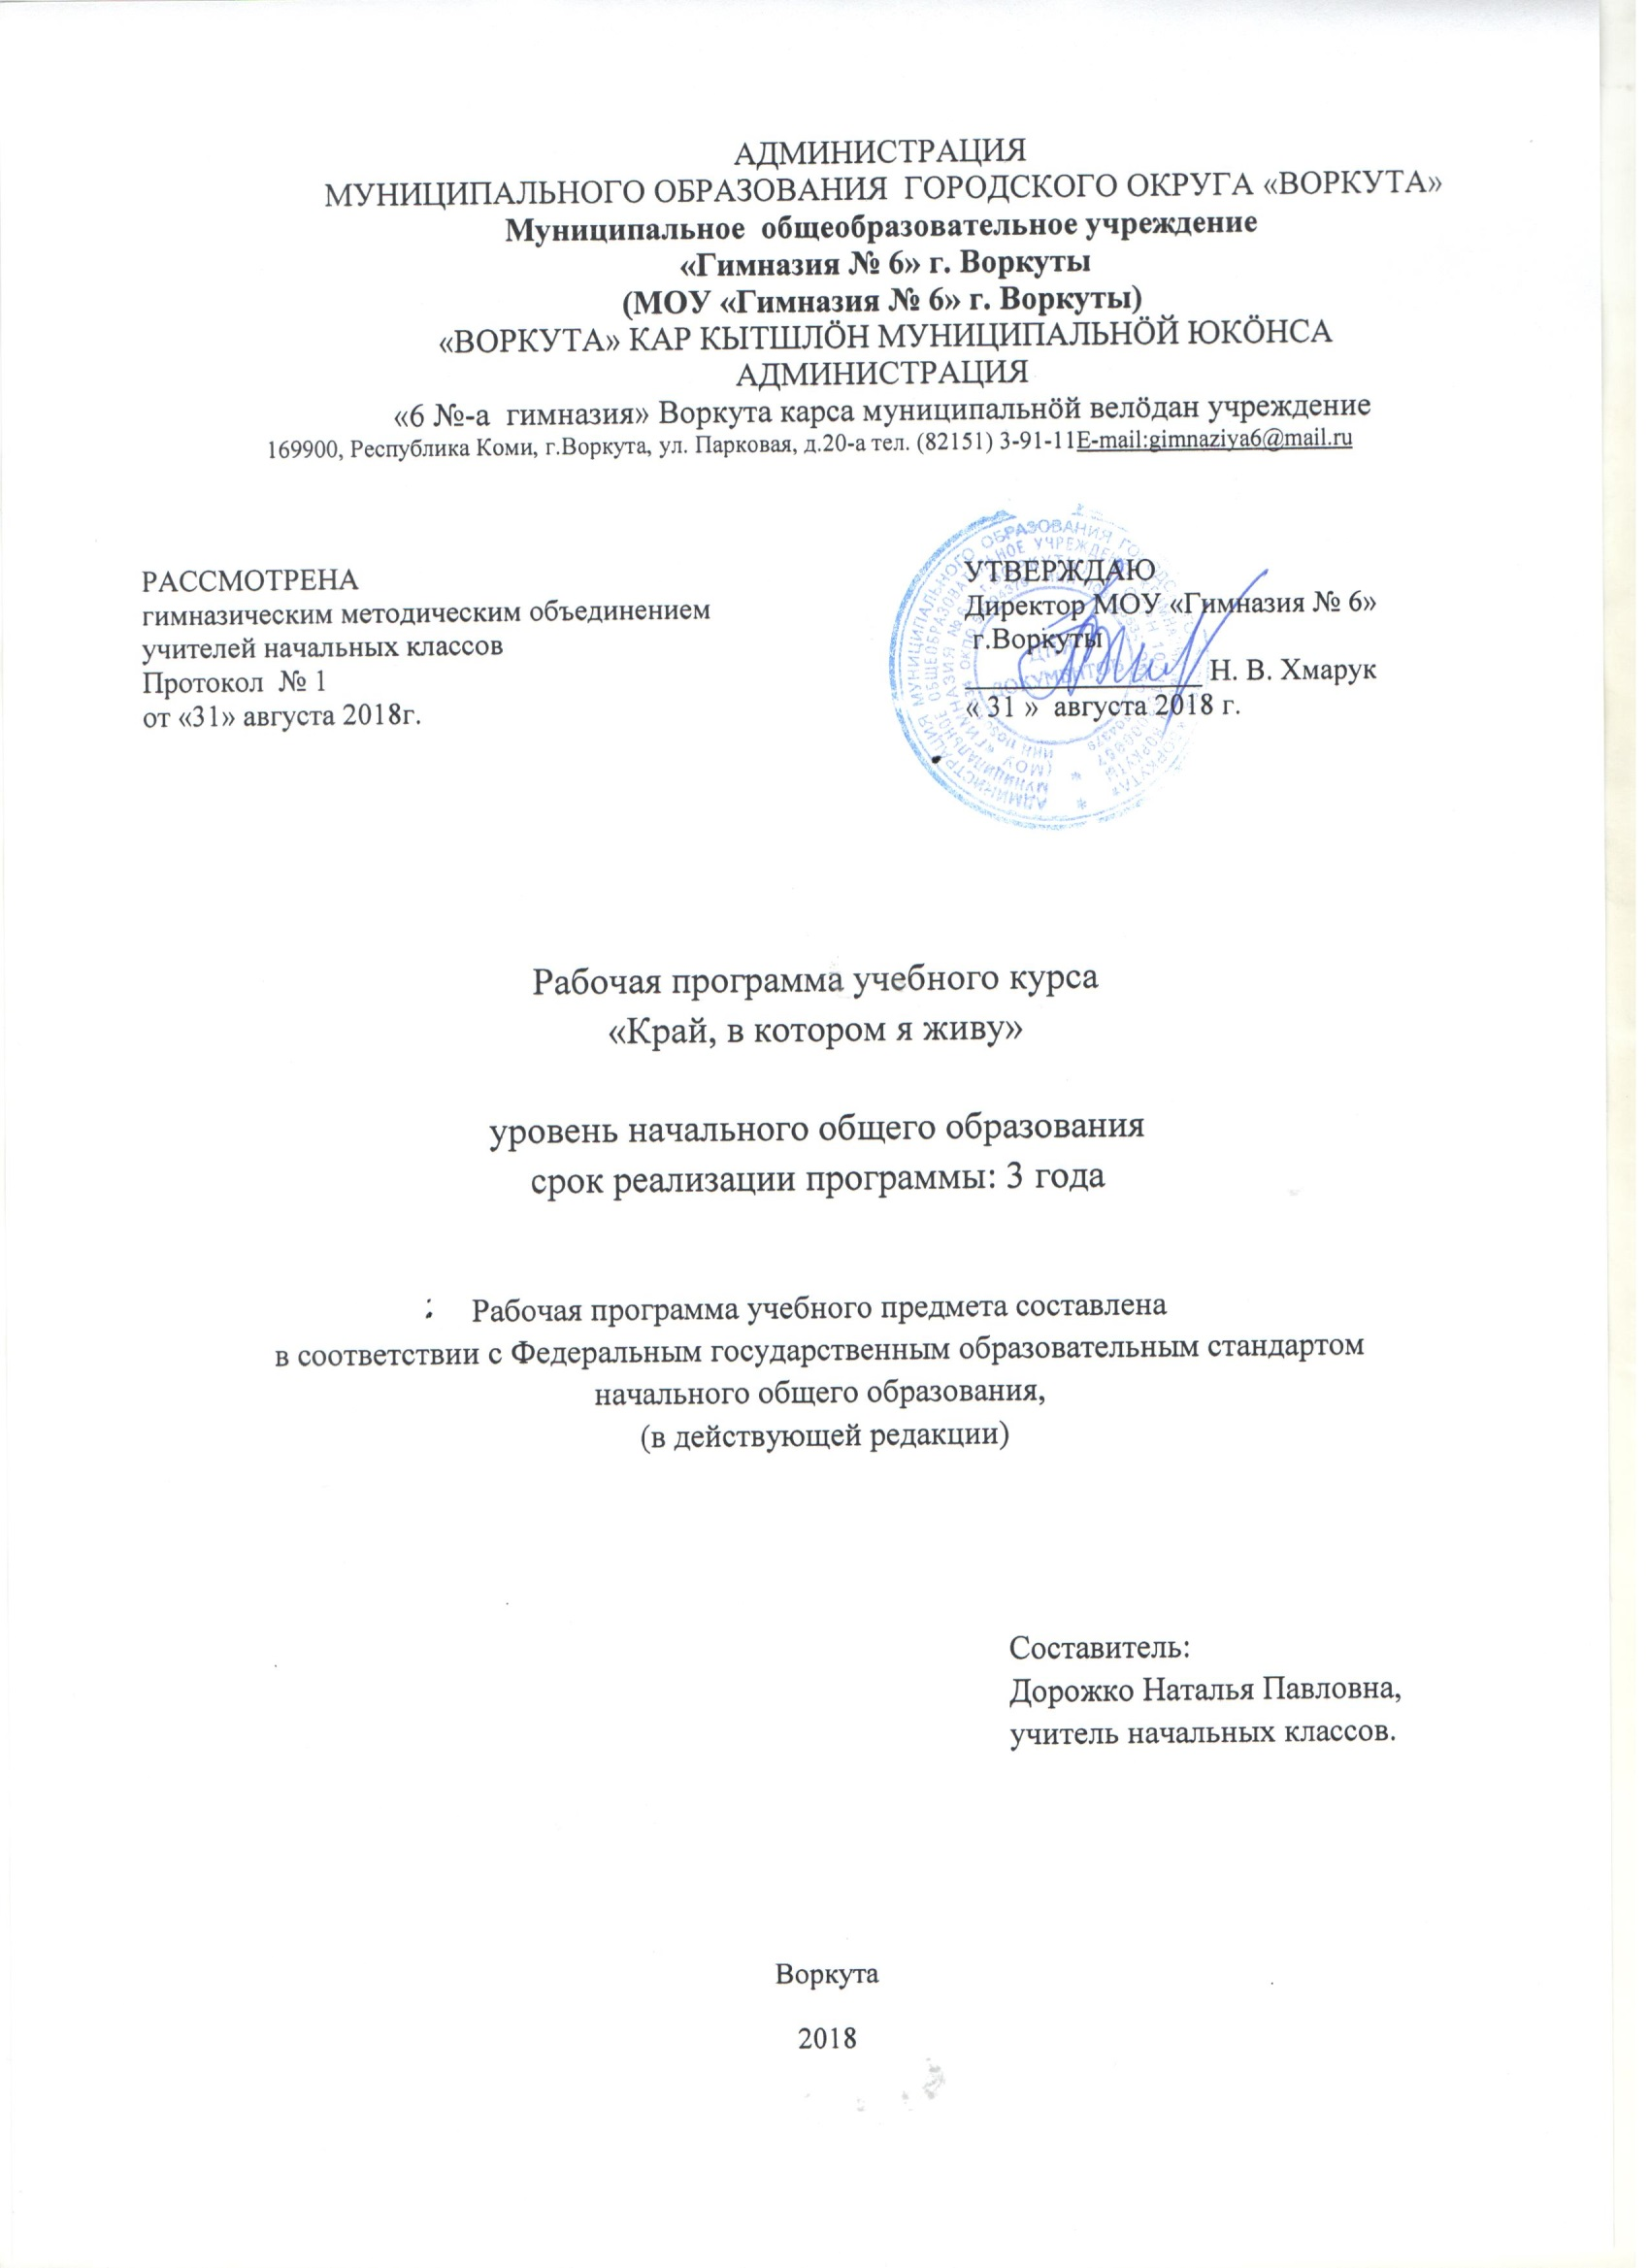 АДМИНИСТРАЦИЯ
МУНИЦИПАЛЬНОГО ОБРАЗОВАНИЯ ГОРОДСКОГО ОКРУГА «ВОРКУТА»
Муниципальное общеобразовательное учреждение
«Гимназия № 6» г. Воркуты
(МОУ «Гимназия № 6» г. Воркуты)
«ВОРКУТА» КАР КЫТШЛӦН МУНИЦИПАЛЬНӦЙ ЮКӦНСА
АДМИНИСТРАЦИЯ
«6 №-а гимназия» Воркута карса муниципальнӧй велӧдан учреждение
169900, Республика Коми, г.Воркута, ул. Парковая, д.20-а тел. (82151) 3-91-11E-mail:gimnaziya6@mail.ru
РАССМОТРЕНА
гимназическим методическим объединением
учителей начальных классов
Протокол № 1
от «31» августа 2018г.
УТВЕРЖДАЮ
Директор МОУ «Гимназия № 6»
г.Воркуты
Н. В. Хмарук
« 31 » августа 2018 г.
ДОКУМЕНТОВ
Рабочая программа учебного курса
«Край, в котором я живу»
уровень начального общего образования
срок реализации программы: 3 года
Рабочая программа учебного предмета составлена
в соответствии с Федеральным государственным образовательным стандартом
начального общего образования,
(в действующей редакции)
Составитель:
Дорожко Наталья Павловна,
учитель начальных классов.
Воркута
2018